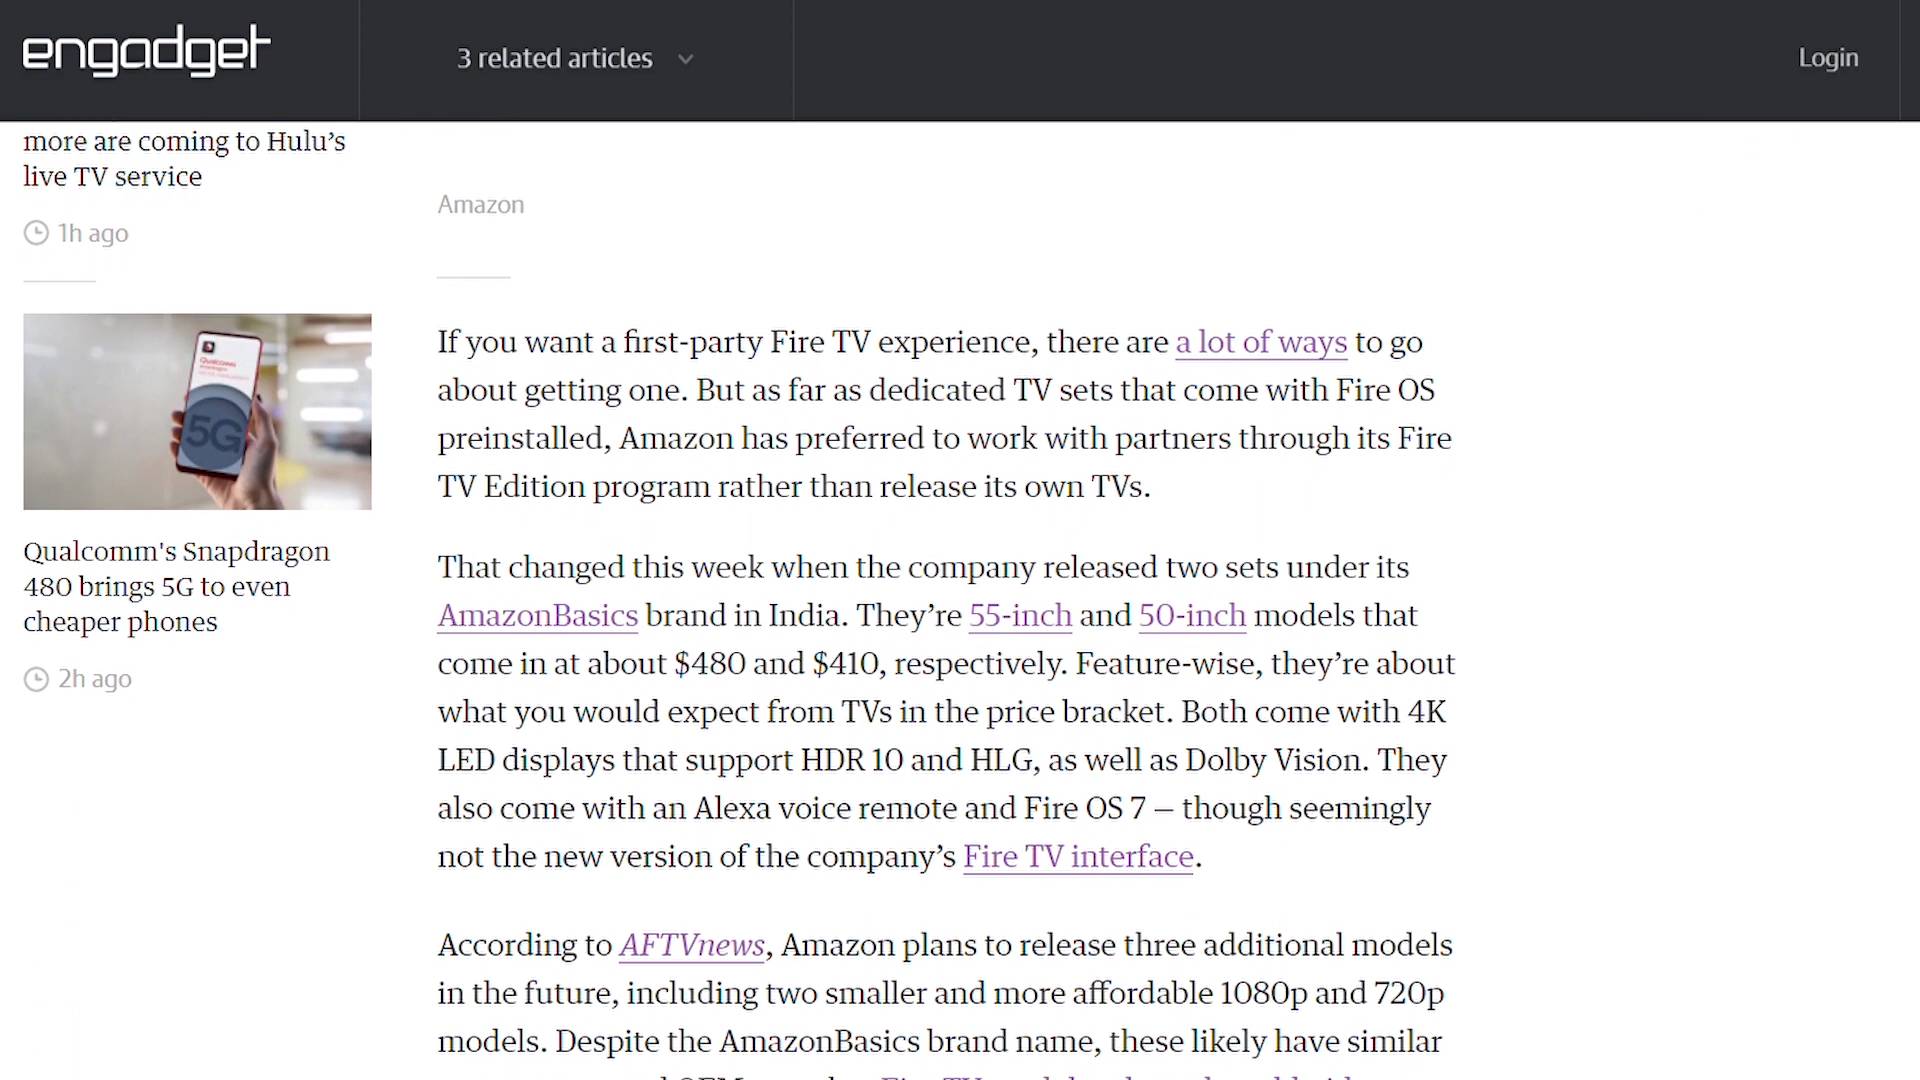 engadget
3 related articles
Login
more are coming to Hulu's
live TV service
1h ago
Qualcomm
5G
Qualcomm's Snapdragon
480 brings 5G to even
cheaper phones
2h ago
Amazon
If you want a first-party Fire TV experience, there are a lot of ways to go
about getting one. But as far as dedicated TV sets that come with Fire OS
preinstalled, Amazon has preferred to work with partners through its Fire
TV Edition program rather than release its own TVs.
That changed this week when the company released two sets under its
AmazonBasics brand in India. They're 55-inch and 50-inch models that
come in at about $480 and $410, respectively. Feature-wise, they're about
what you would expect from TVs in the price bracket. Both come with 4K
LED displays that support HDR 10 and HLG, as well as Dolby Vision. They
also come with an Alexa voice remote and Fire OS 7 — though seemingly
not the new version of the company's Fire TV interface.
According to AFTVnews, Amazon plans to release three additional models
in the future, including two smaller and more affordable 1080p and 720p
models. Despite the AmazonBasics brand name, these likely have similar